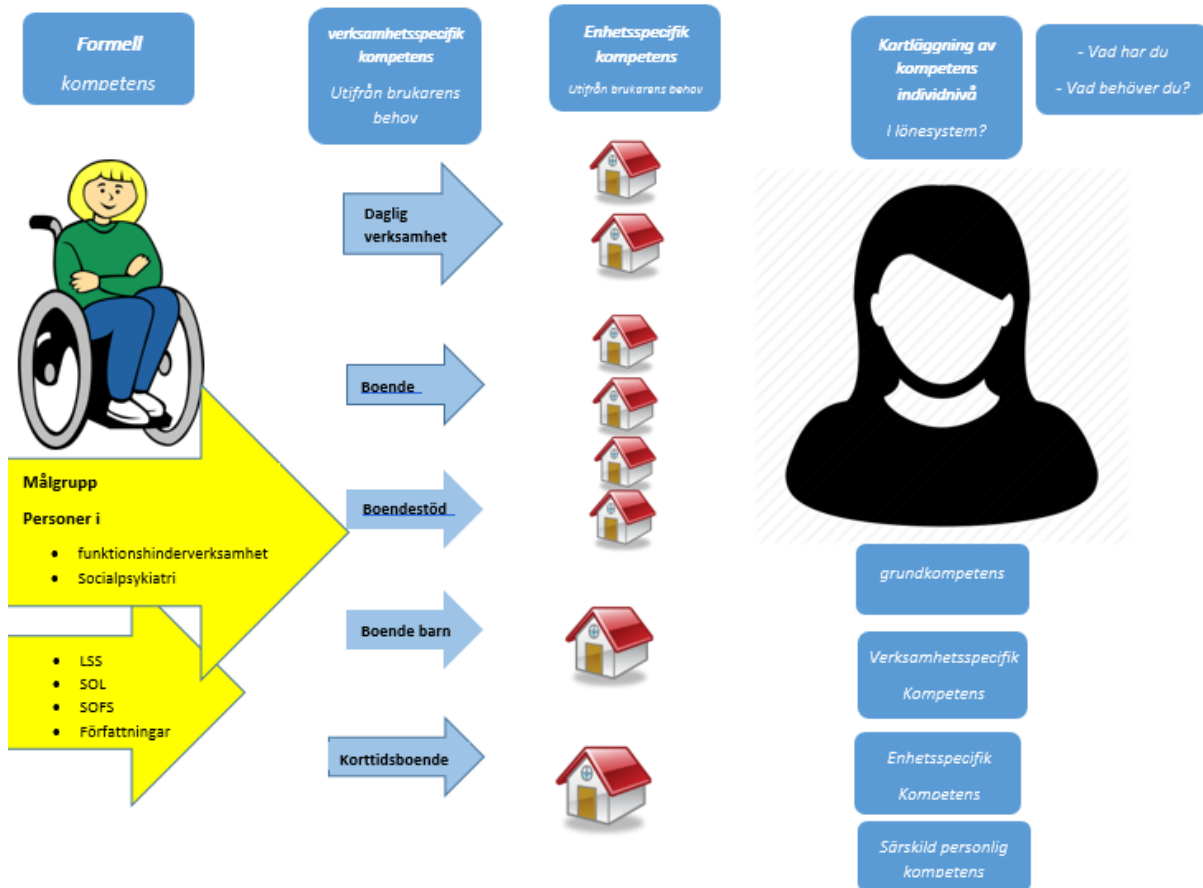 Formell
kompetens
verksamhetsspecifik
kompetens
Utifrån brukarens
behov
Enhetsspecifik
kompetens
Utifrån brukarens behov
Kartläggning av
kompetens
individnivå
I lönesystem?
- Vad har du
- Vad behöver du?
Daglig
verksamhet
Boende
Boendestöd
Boende barn
Korttidsboende
Målgrupp
Personer i
• funktionshinderverksamhet
• Socialpsykiatri
• LSS
• SOL
• SOFS
• Författningar
grundkompetens
Verksamhetsspecifik
Kompetens
Enhetsspecifik
Kompetens
Särskild personlig
kompetens